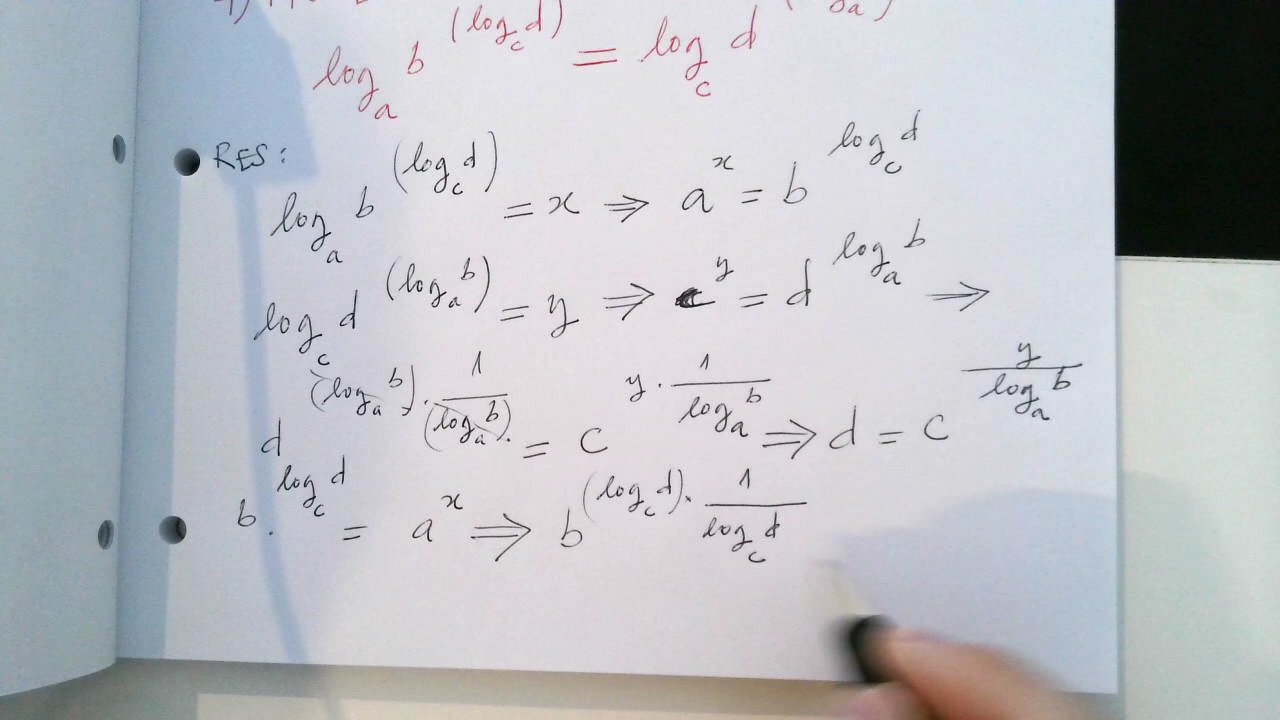 log_a b^(log_c d) = log_c d^(log_a b)
RES:
log_a b^(log_c d) = x ⇒ a^x = b^log_c d
log_c d^(log_a b) = y ⇒ c^y = d^log_a b ⇒
d^(log_a b)·1/(log_a b). = c^y·1/log_a b ⇒ d = c^y/log_a b
b.^log_c d = a^x ⇒ b^(log_c d)·1/log_c d